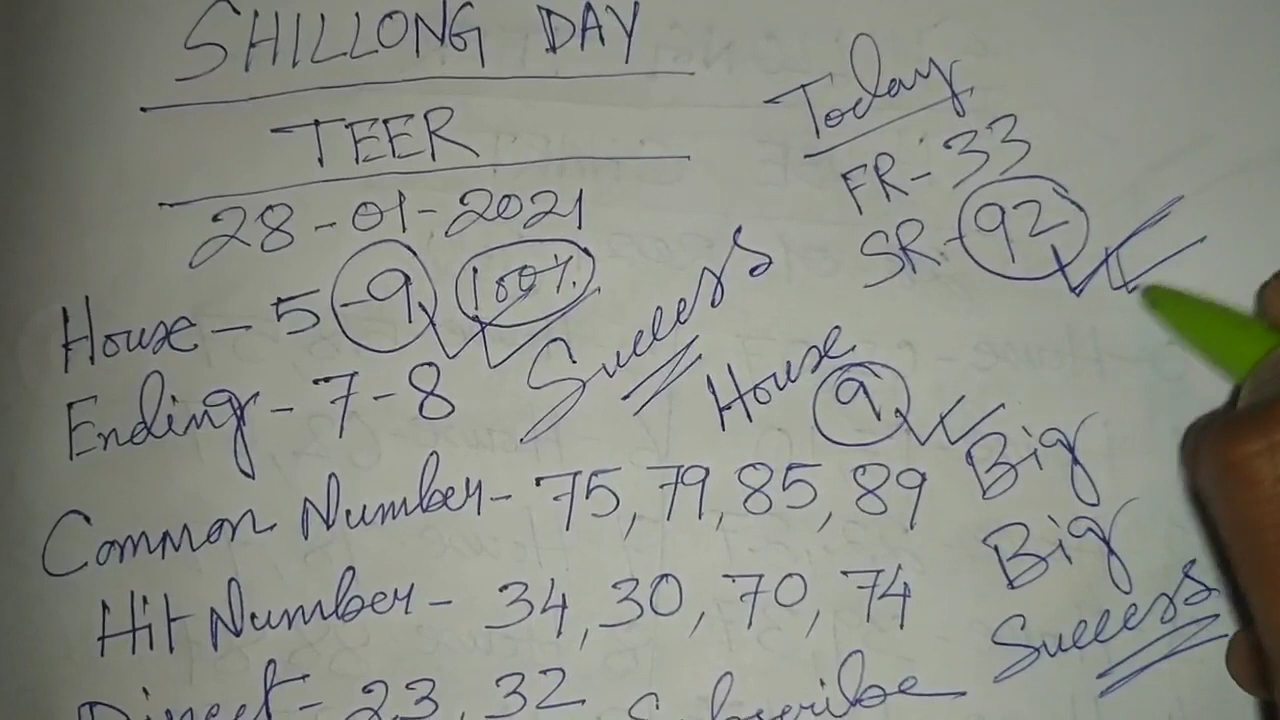 SHILLONG DAY
TEER
28-01-2021
Today
FR-33
SR-92
House - 5-9 100%
Ending - 7-8
Success
House 9
Common Number - 75, 79, 85, 89
Big
Hit Number - 34, 30, 70, 74
Big
Success
Direct - 23, 32
Subscribe